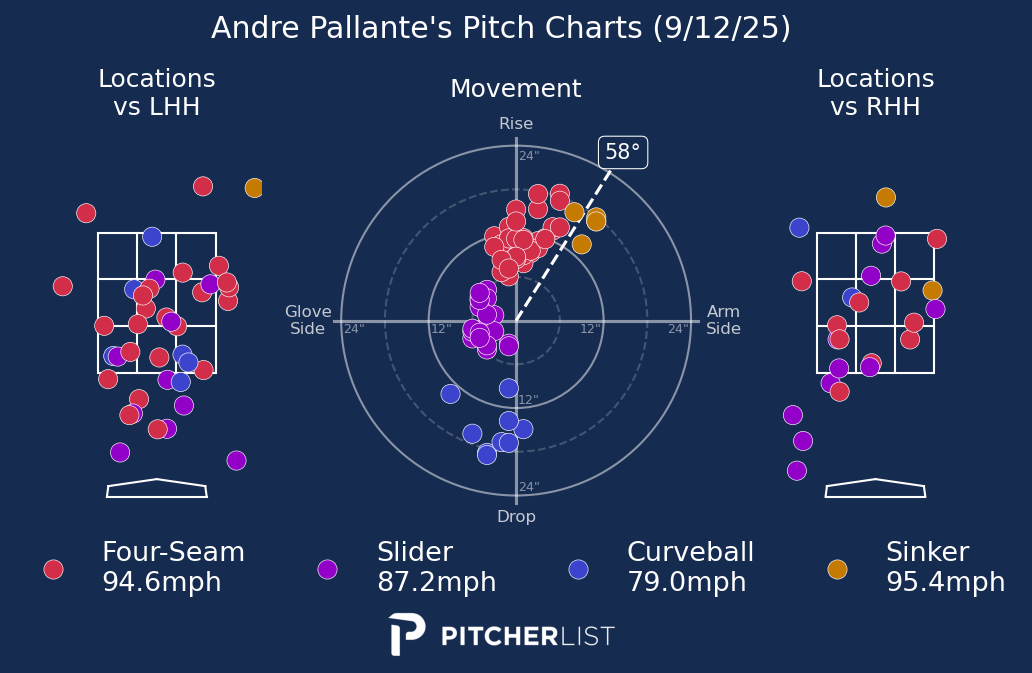 Andre Pallante's Pitch Charts (9/12/25)
Locations
vs LHH
Movement
Locations
vs RHH
Rise
58°
24"
Glove
Side
24"
12"
12"
24"
Arm
Side
12"
24"
Drop
Four-Seam
94.6mph
Slider
87.2mph
Curveball
79.0mph
Sinker
95.4mph
PITCHERLIST